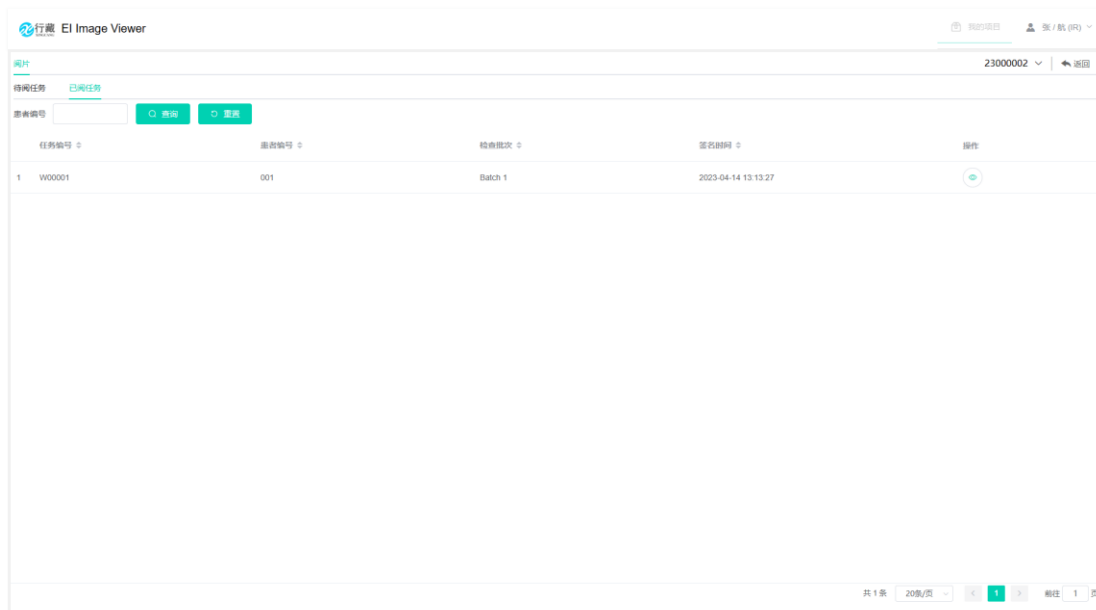 行藏 EI Image Viewer
我的项目
张 / 航 (IR)
阅片
23000002
返回
待阅任务 已阅任务
患者编号 查询 重置
任务编号 患者编号 检查批次 签名时间 操作
1 W00001 001 Batch 1 2023-04-14 13:13:27
共 1 条 20条/页 1 前往 1 页